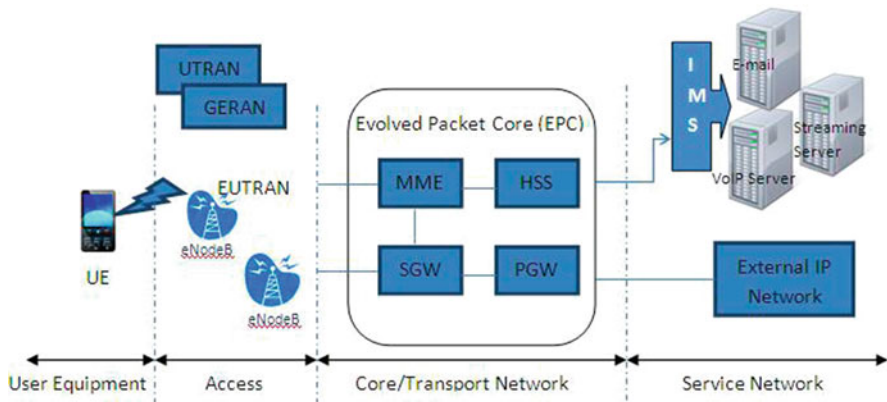 UTRAN
GERAN
EUTRAN
eNodeB
eNodeB
UE
Evolved Packet Core (EPC)
MME
HSS
SGW
PGW
IMS
E-mail
Streaming
Server
VoIP Server
External IP
Network
User Equipment
Access
Core/Transport Network
Service Network